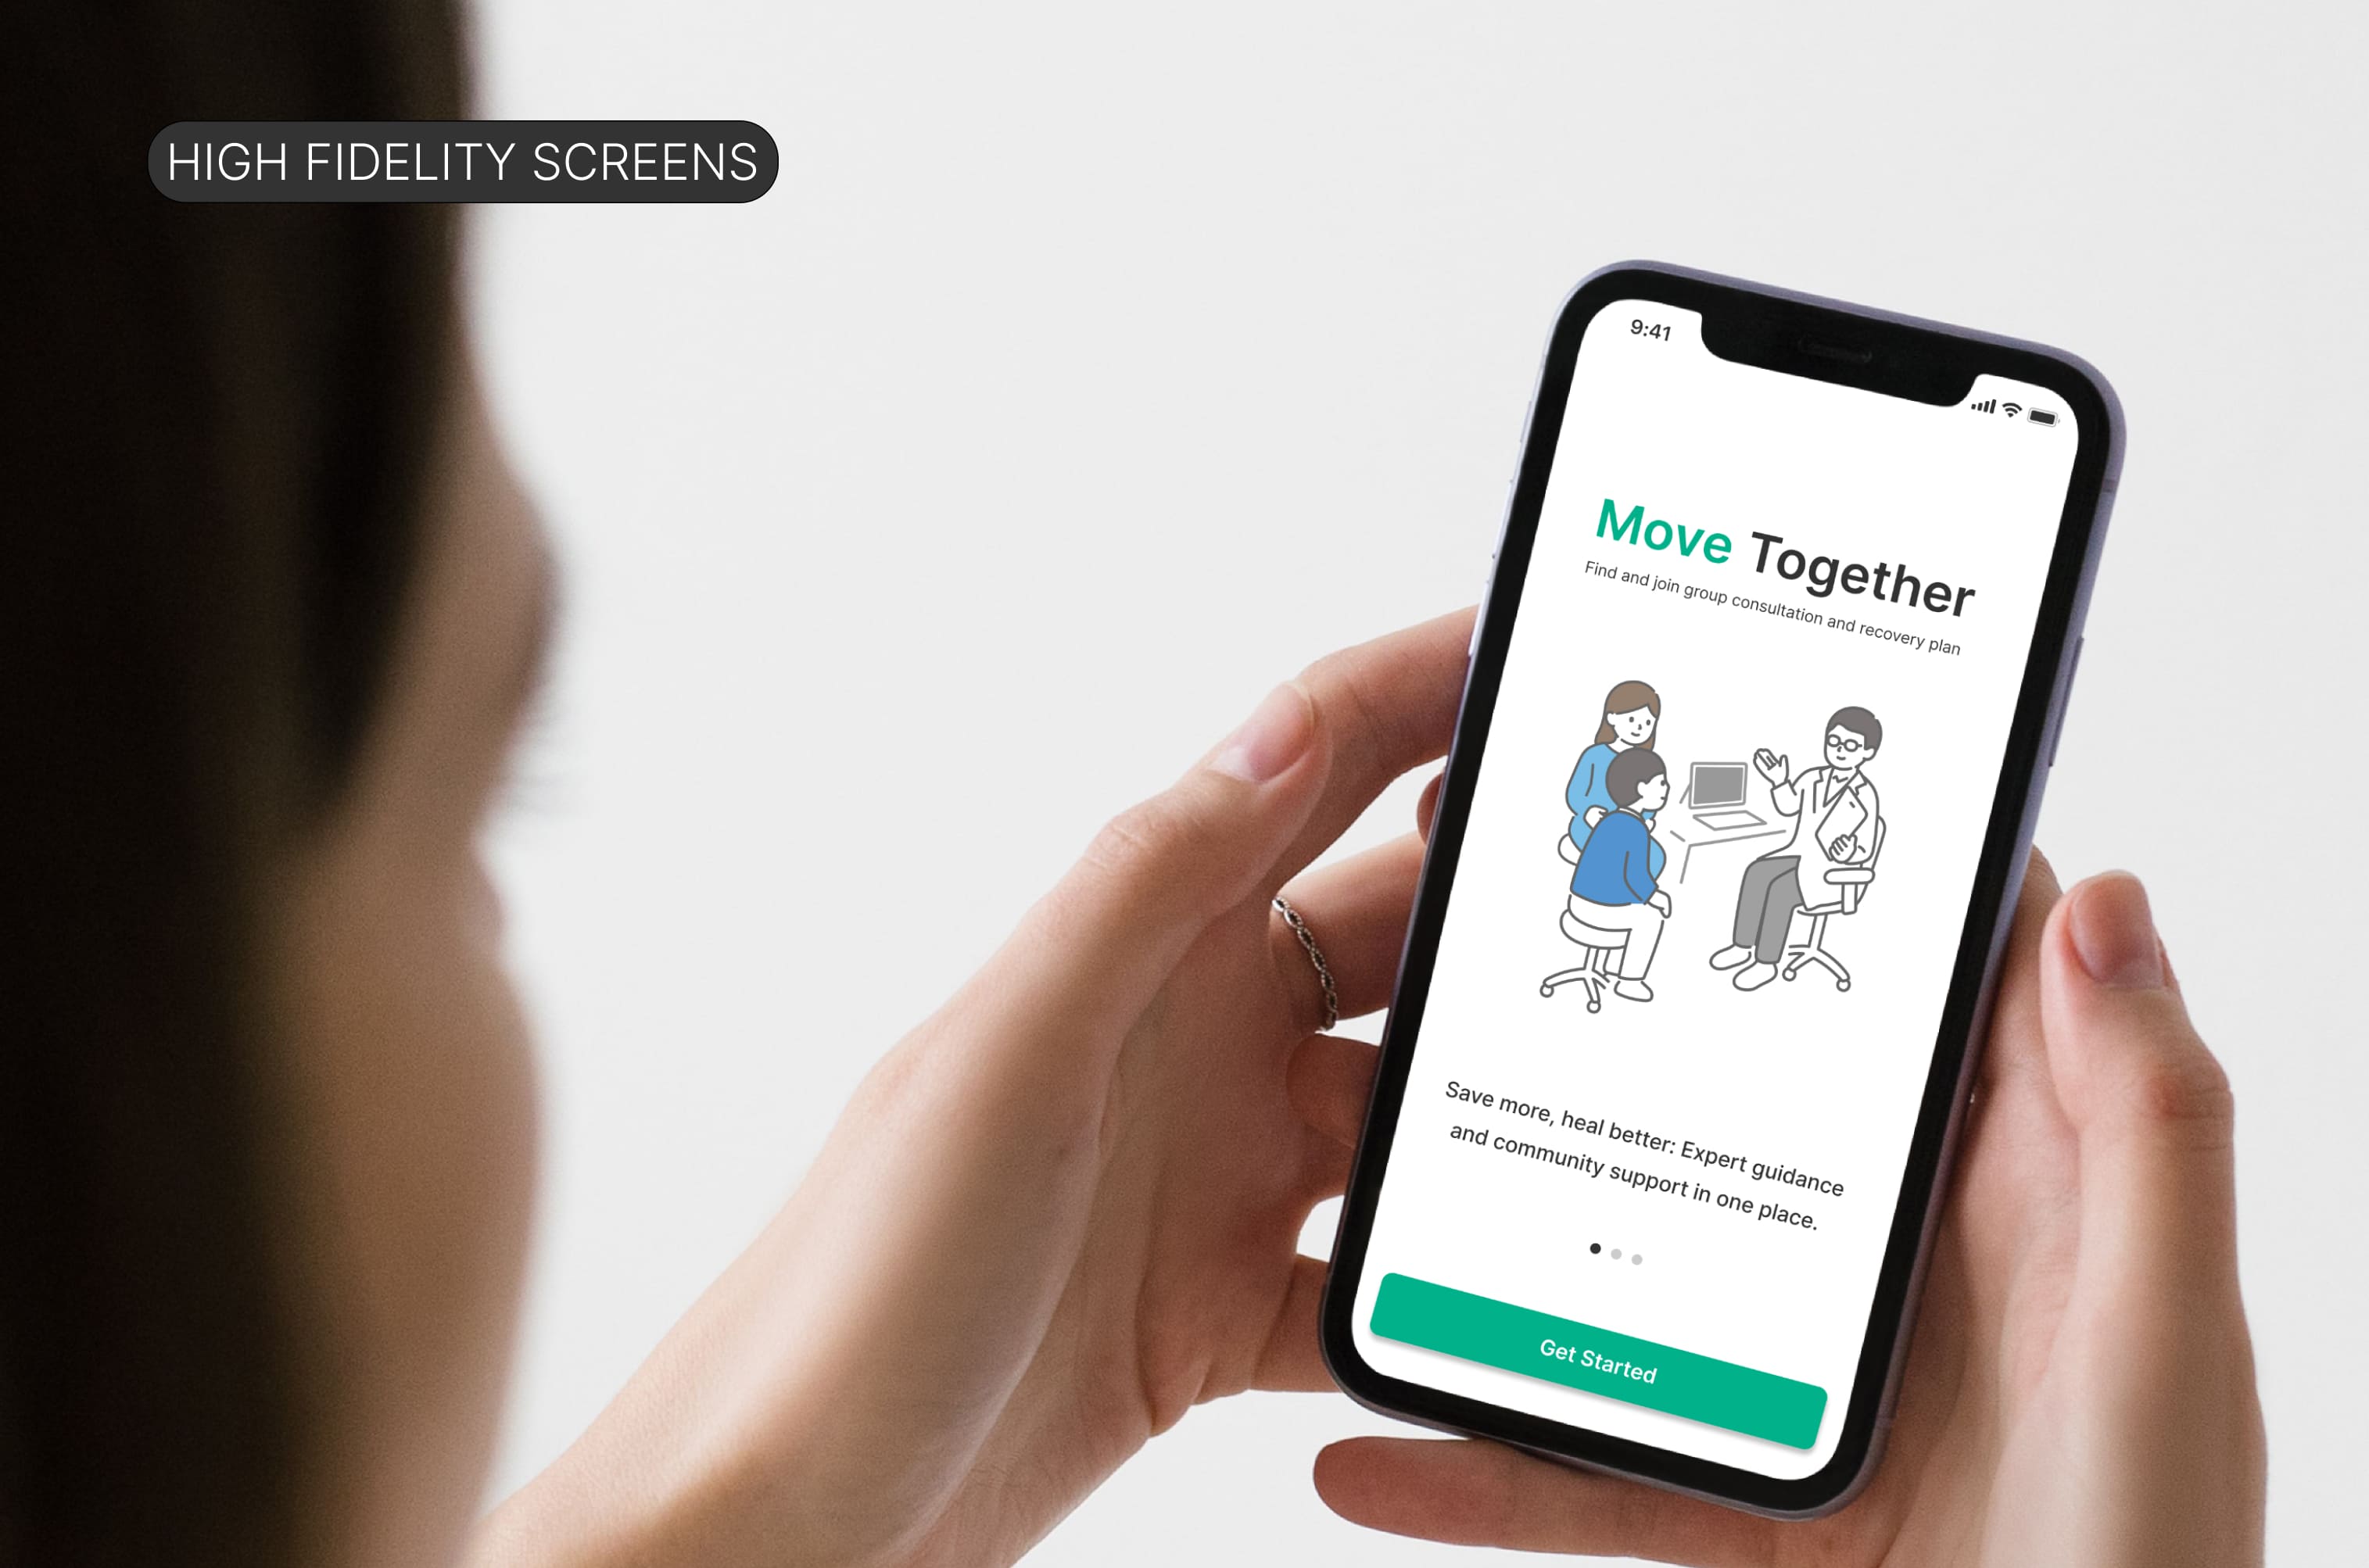 HIGH FIDELITY SCREENS
9:41
Move Together
Find and join group consultation and recovery plan
Save more, heal better: Expert guidance
and community support in one place.
Get Started